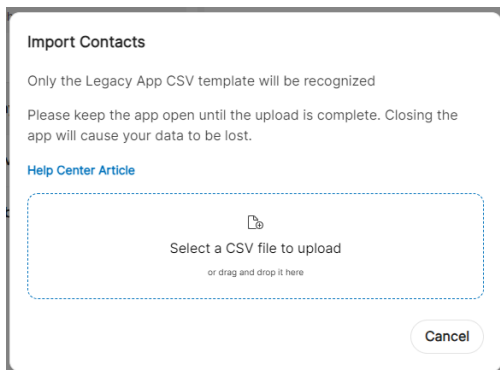 Import Contacts
Only the Legacy App CSV template will be recognized
Please keep the app open until the upload is complete. Closing the
app will cause your data to be lost.
Help Center Article
Select a CSV file to upload
or drag and drop it here
Cancel